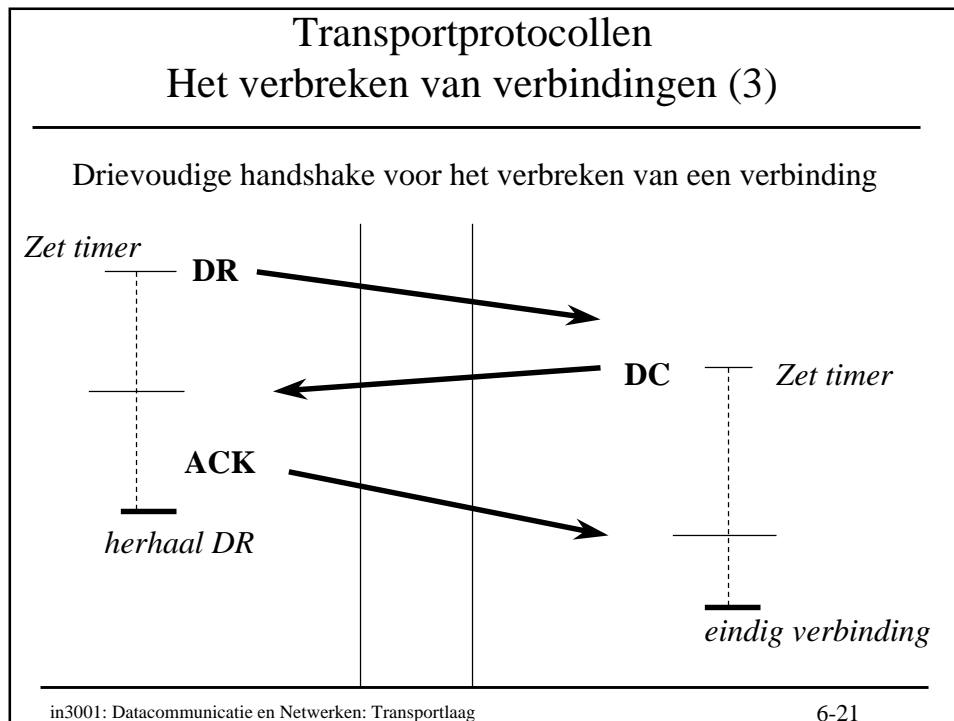 Transportprotocollen
Het verbreken van verbindingen (3)
Drievoudige handshake voor het verbreken van een verbinding
Zet timer
DR
DC
Zet timer
ACK
herhaal DR
eindig verbinding
in3001: Datacommunicatie en Netwerken: Transportlaag
6-21